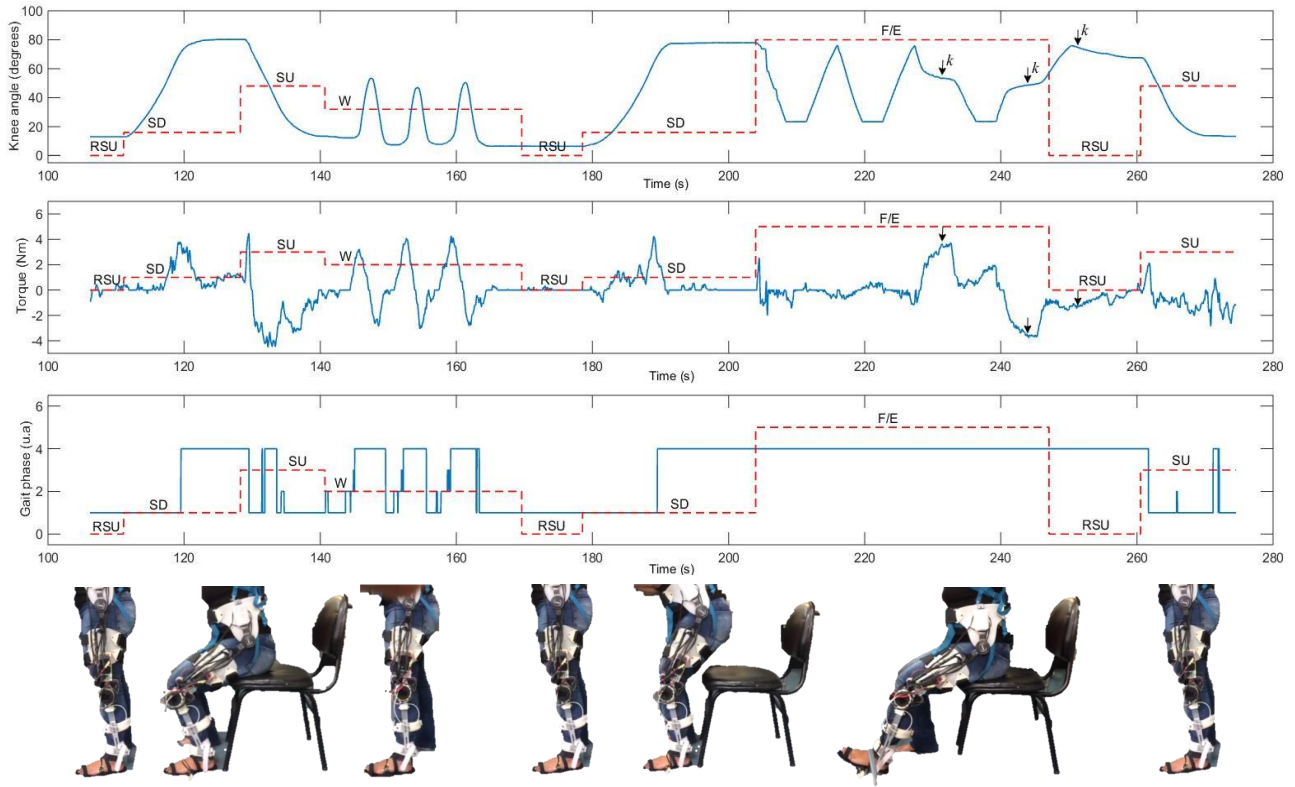 Knee angle (degrees)
80
60
40
20
0
RSU
SD
SU
W
RSU
SD
F/E
k
k
k
RSU
SU
100
120
140
160
180
200
220
240
260
280
Time (s)
Torque (Nm)
6
4
2
0
-2
-4
RSU
SD
SU
W
RSU
SD
F/E
RSU
SU
100
120
140
160
180
200
220
240
260
280
Time (s)
Gait phase (u.a)
6
4
2
0
RSU
SD
SU
W
RSU
SD
F/E
RSU
SU
100
120
140
160
180
200
220
240
260
280
Time (s)